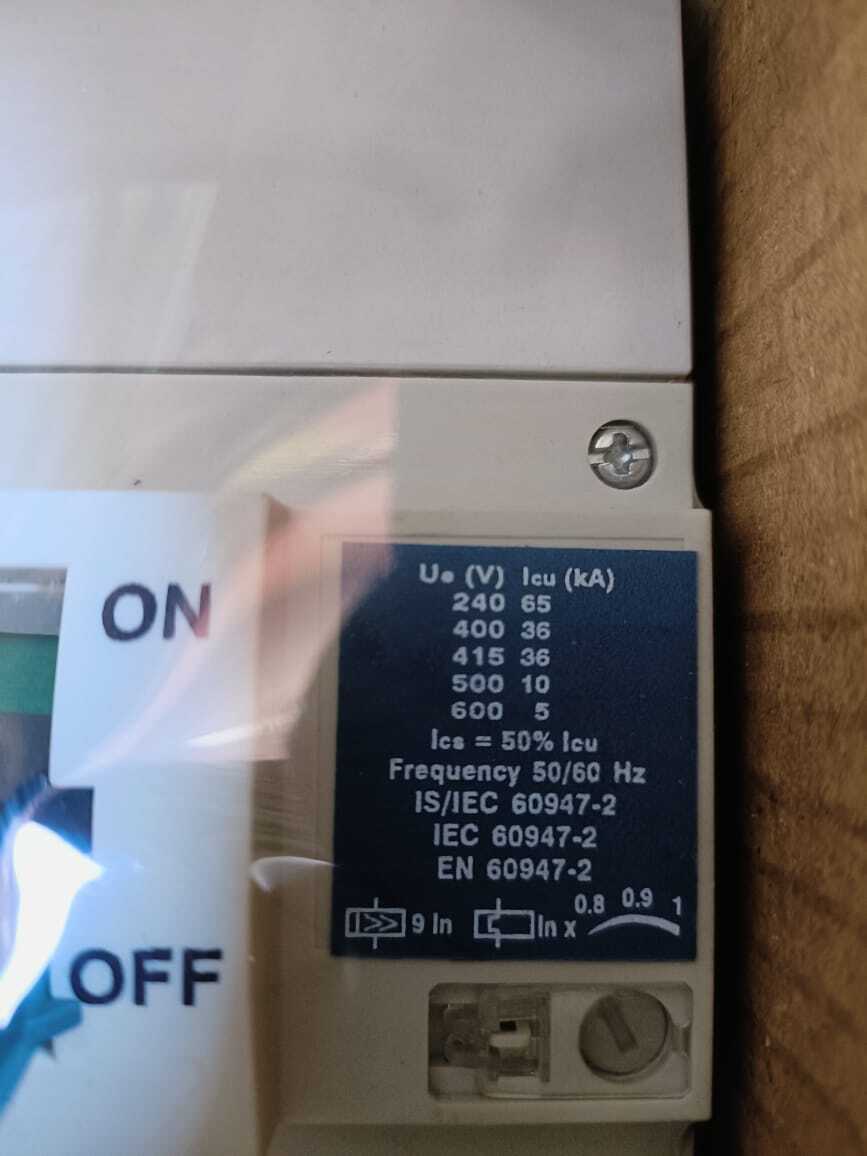 ON
OFF
Ue (V) Icu (kA)
240 65
400 36
415 36
500 10
600 5
Ics = 50% Icu
Frequency 50/60 Hz
IS/IEC 60947-2
IEC 60947-2
EN 60947-2
>> 9 In In x 0.8 0.9 1